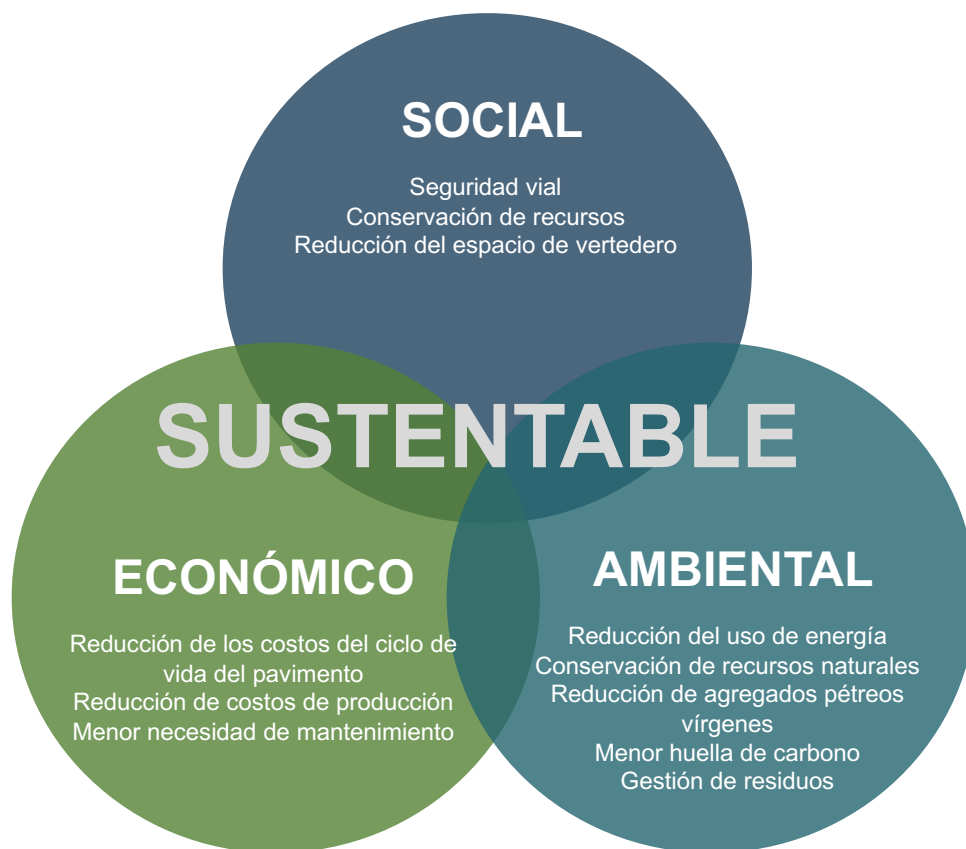 SOCIAL
Seguridad vial
Conservación de recursos
Reducción del espacio de vertedero
SUSTENTABLE
ECONÓMICO
Reducción de los costos del ciclo de
vida del pavimento
Reducción de costos de producción
Menor necesidad de mantenimiento
AMBIENTAL
Reducción del uso de energía
Conservación de recursos naturales
Reducción de agregados pétreos
vírgenes
Menor huella de carbono
Gestión de residuos